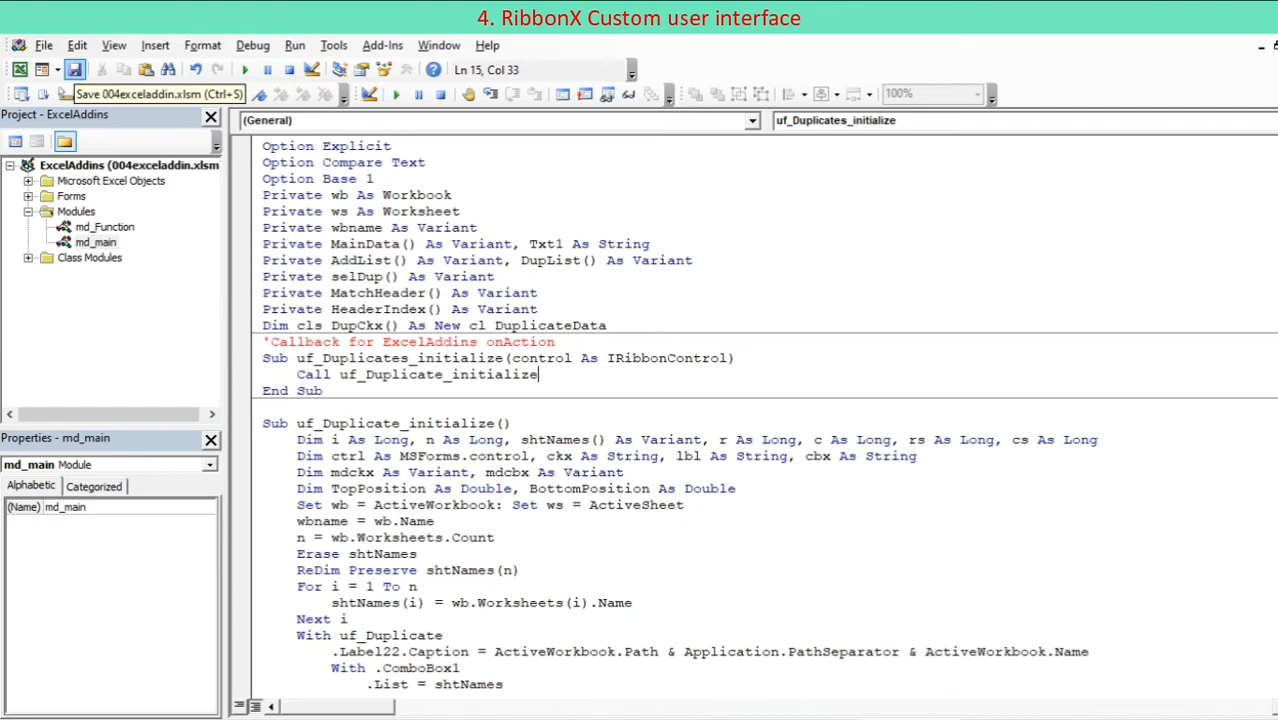 4. RibbonX Custom user interface
File Edit View Insert Format Debug Run Tools Add-Ins Window Help
Ln 15, Col 33
Save 004exceladdin.xlsm (Ctrl+S)
100%
Project - ExcelAddins
(General)
uf_Duplicates_initialize
ExcelAddins (004exceladdin.xlsm
Microsoft Excel Objects
Forms
Modules
md_Function
md_main
Class Modules
Properties - md_main
md_main Module
Alphabetic Categorized
(Name) md_main
Option Explicit
Option Compare Text
Option Base 1
Private wb As Workbook
Private ws As Worksheet
Private wbname As Variant
Private MainData() As Variant, Txt1 As String
Private AddList() As Variant, DupList() As Variant
Private selDup() As Variant
Private MatchHeader() As Variant
Private HeaderIndex() As Variant
Dim cls DupCkx() As New cl DuplicateData
'Callback for ExcelAddins onAction
Sub uf_Duplicates_initialize(control As IRibbonControl)
Call uf_Duplicate_initialize
End Sub
Sub uf_Duplicate_initialize()
Dim i As Long, n As Long, shtNames() As Variant, r As Long, c As Long, rs As Long, cs As Long
Dim ctrl As MSForms.control, ckx As String, lbl As String, cbx As String
Dim mdckx As Variant, mdcbx As Variant
Dim TopPosition As Double, BottomPosition As Double
Set wb = ActiveWorkbook: Set ws = ActiveSheet
wbname = wb.Name
n = wb.Worksheets.Count
Erase shtNames
ReDim Preserve shtNames(n)
For i = 1 To n
shtNames(i) = wb.Worksheets(i).Name
Next i
With uf_Duplicate
.Label22.Caption = ActiveWorkbook.Path & Application.PathSeparator & ActiveWorkbook.Name
With .ComboBox1
.List = shtNames